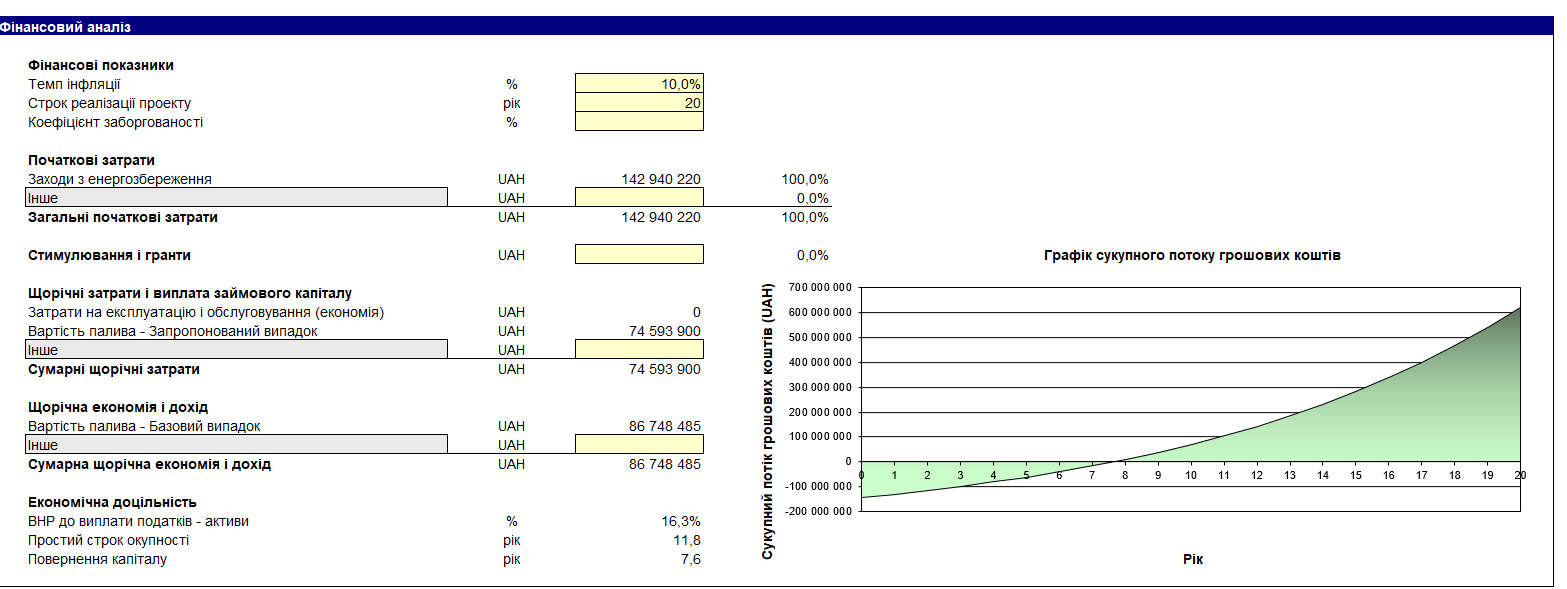 Фінансовий аналіз
Фінансові показники
Темп інфляції % 10,0%
Строк реалізації проекту рік 20
Коефіцієнт заборгованості %
Початкові затрати
Заходи з енергозбереження UAH 142 940 220 100,0%
Інше UAH 0,0%
Загальні початкові затрати UAH 142 940 220 100,0%
Стимулювання і гранти UAH 0,0%
Щорічні затрати і виплата займового капіталу
Затрати на експлуатацію і обслуговування (економія) UAH 0
Вартість палива - Запропонований випадок UAH 74 593 900
Інше UAH
Сумарні щорічні затрати UAH 74 593 900
Щорічна економія і дохід
Вартість палива - Базовий випадок UAH 86 748 485
Інше UAH
Сумарна щорічна економія і дохід UAH 86 748 485
Економічна доцільність
ВНР до виплати податків - активи % 16,3%
Простий строк окупності рік 11,8
Повернення капіталу рік 7,6
Графік сукупного потоку грошових коштів
Сукупний потік грошових коштів (UAH)
700 000 000
600 000 000
500 000 000
400 000 000
300 000 000
200 000 000
100 000 000
0
-100 000 000
-200 000 000
0 1 2 3 4 5 6 7 8 9 10 11 12 13 14 15 16 17 18 19 20
Рік